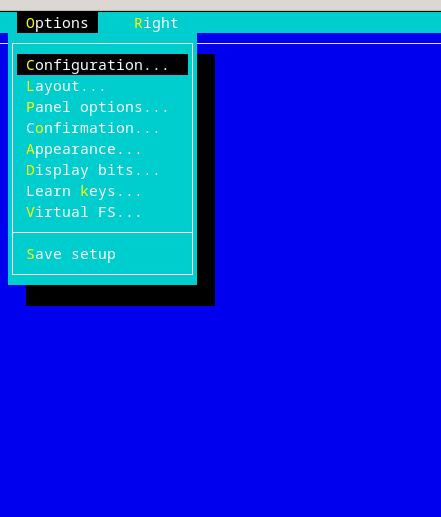 Options Right
Configuration...
Layout...
Panel options...
Confirmation...
Appearance...
Display bits...
Learn keys...
Virtual FS...
Save setup